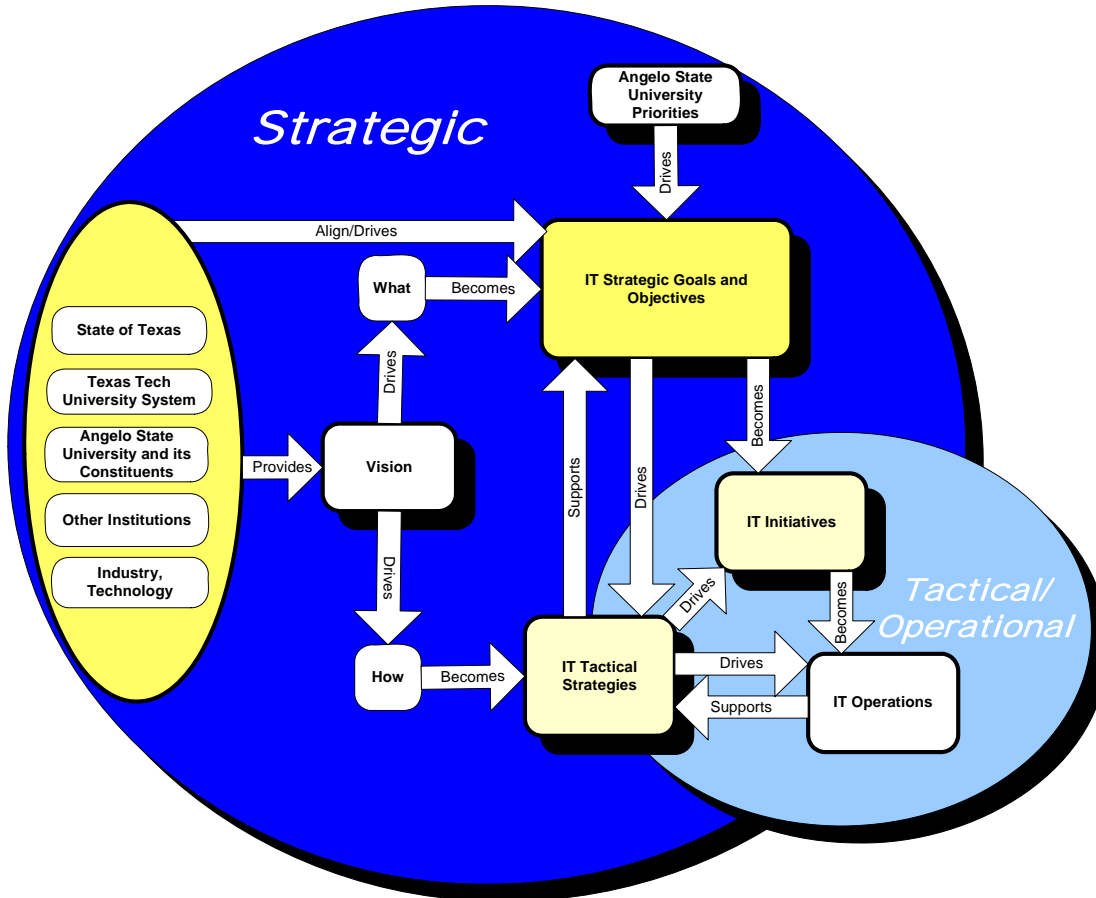 Angelo State
University
Priorities
Strategic
Drives
Align/Drives
IT Strategic Goals and
Objectives
What
Becomes
State of Texas
Texas Tech
University System
Angelo State
University and its
Constituents
Other Institutions
Industry,
Technology
Provides
Vision
Drives
Drives
Supports
Drives
Becomes
IT Initiatives
Tactical/
Operational
Drives
Becomes
How
Becomes
IT Tactical
Strategies
Drives
Supports
IT Operations